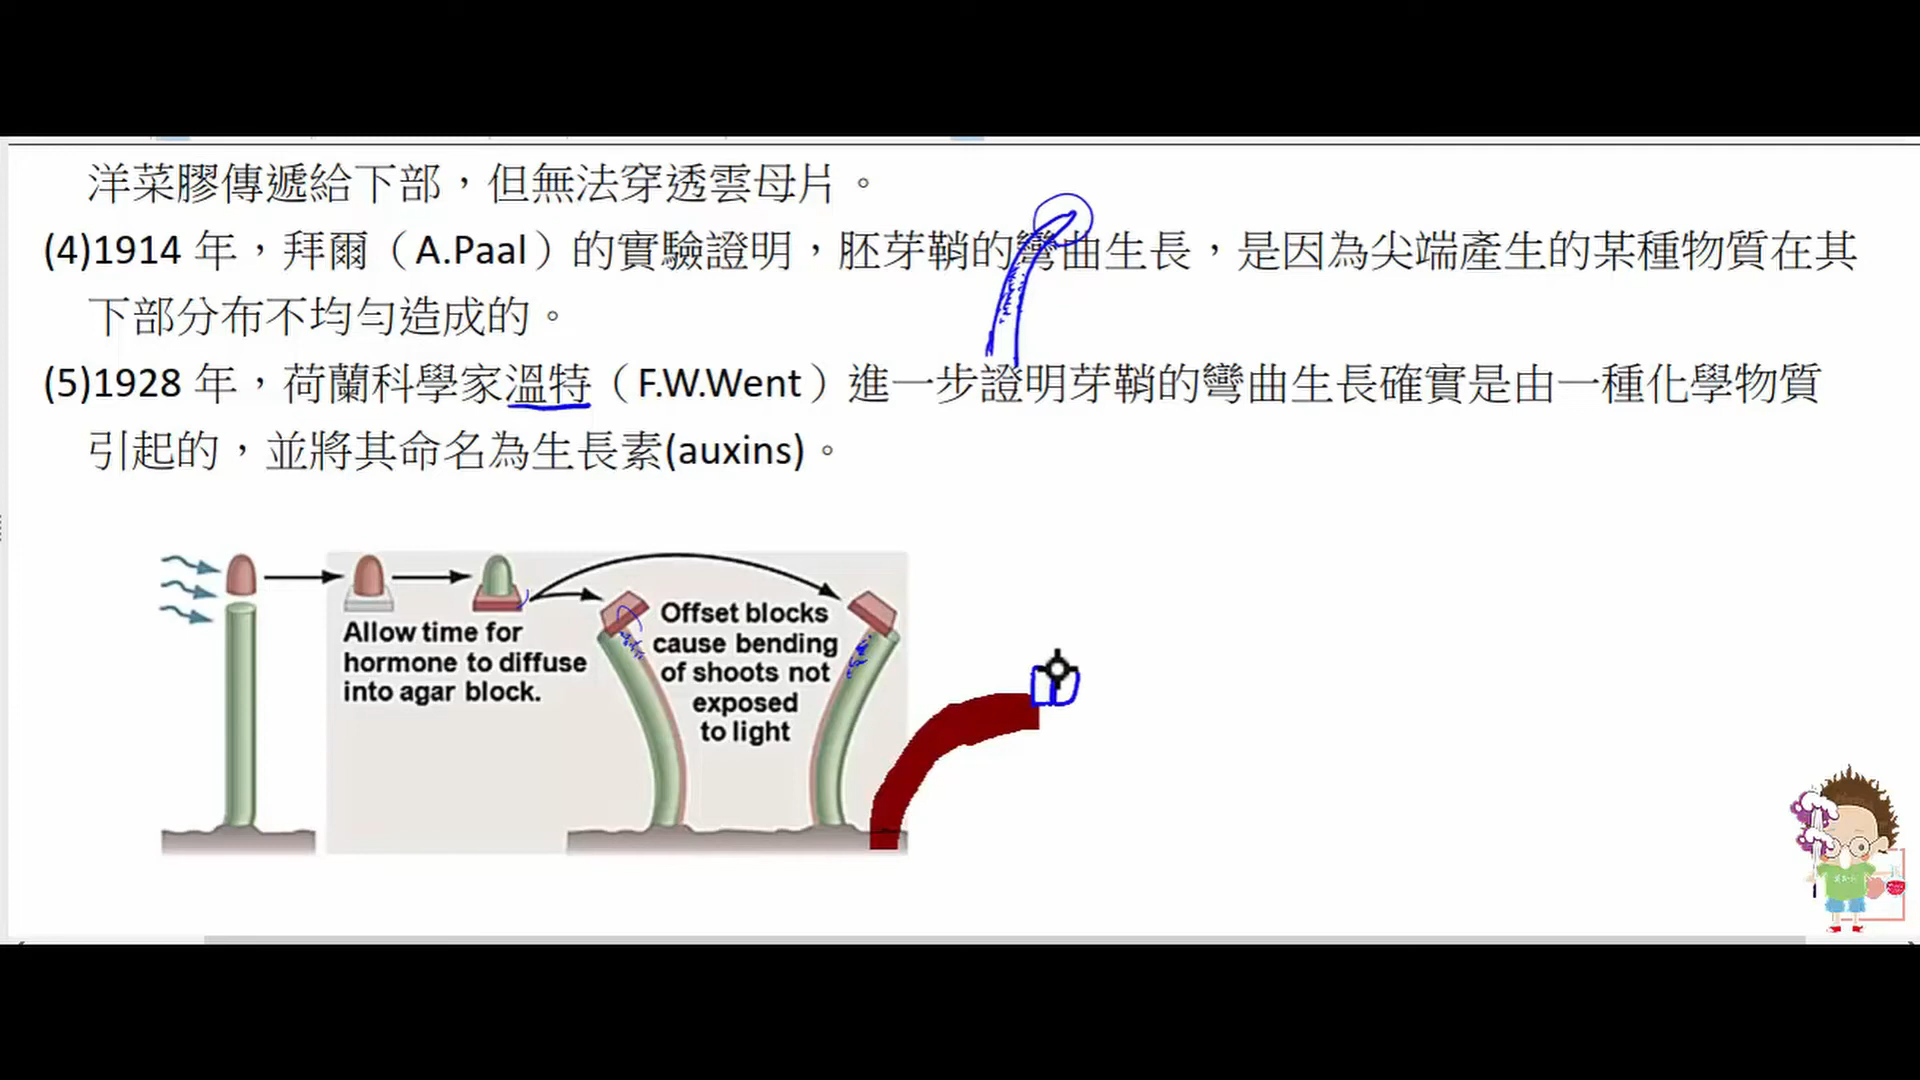 洋菜膠傳遞給下部，但無法穿透雲母片。
(4)1914 年，拜爾（A.Paal）的實驗證明，胚芽鞘的彎曲生長，是因為尖端產生的某種物質在其
下部分布不均勻造成的。
(5)1928 年，荷蘭科學家溫特（F.W.Went）進一步證明芽鞘的彎曲生長確實是由一種化學物質
引起的，並將其命名為生長素(auxins)。
Allow time for
hormone to diffuse
into agar block.
Offset blocks
cause bending
of shoots not
exposed
to light